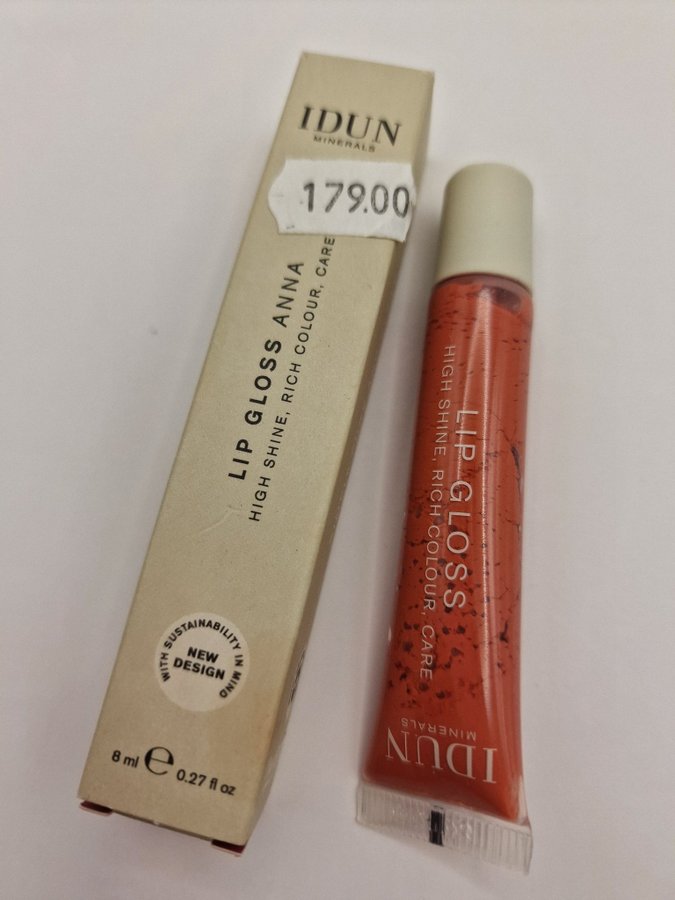 IDUN
MINERALS
179.00
LIP GLOSS ANNA
HIGH SHINE, RICH COLOUR, CARE
WITH SUSTAINABILITY IN MIND
NEW
DESIGN
8 ml e 0.27 fl oz
LIP GLOSS
HIGH SHINE, RICH COLOUR, CARE
IDUN
MINERALS